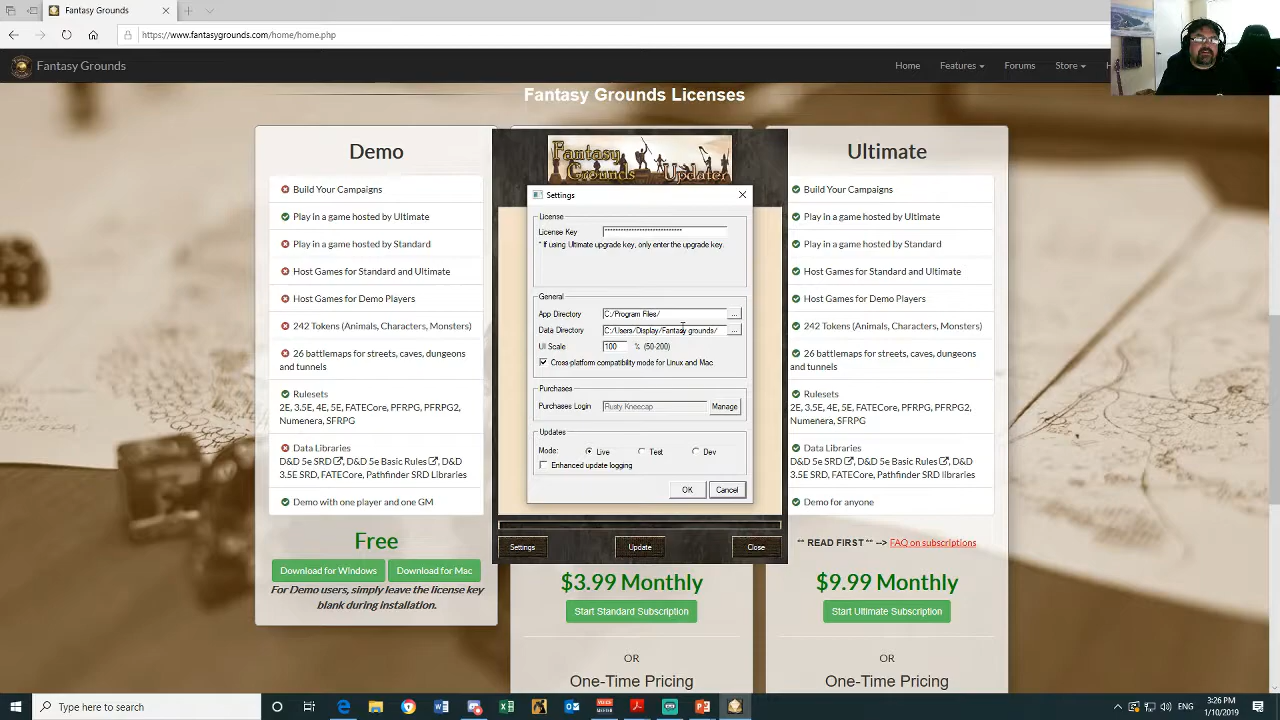 Fantasy Grounds
https://www.fantasygrounds.com/home/home.php
Fantasy Grounds
Home
Features
Forums
Store
Fantasy Grounds Licenses
Demo
Build Your Campaigns
Play in a game hosted by Ultimate
Play in a game hosted by Standard
Host Games for Standard and Ultimate
Host Games for Demo Players
242 Tokens (Animals, Characters, Monsters)
26 battlemaps for streets, caves, dungeons
and tunnels
Rulesets
2E, 3.5E, 4E, 5E, FATECore, PFRPG, PFRPG2,
Numenera, SFRPG
Data Libraries
D&D 5e SRD, D&D 5e Basic Rules, D&D
3.5E SRD, FATECore, Pathfinder SRD Libraries
Demo with one player and one GM
Free
Download for Windows
Download for Mac
For Demo users, simply leave the license key
blank during installation.
Fantasy
Grounds Updater
Settings
License
License Key
*****************************
* If using Ultimate upgrade key, only enter the upgrade key.
General
App Directory
C:/Program Files/
...
Data Directory
C:/Users/Display/Fantasy grounds/
...
UI Scale
100
% (50-200)
Cross-platform compatibility mode for Linux and Mac
Purchases
Purchases Login
Rusty Kneecap
Manage
Updates
Mode:
Live
Test
Dev
Enhanced update logging
OK
Cancel
Settings
Update
Close
$3.99 Monthly
Start Standard Subscription
OR
One-Time Pricing
Ultimate
Build Your Campaigns
Play in a game hosted by Ultimate
Play in a game hosted by Standard
Host Games for Standard and Ultimate
Host Games for Demo Players
242 Tokens (Animals, Characters, Monsters)
26 battlemaps for streets, caves, dungeons
and tunnels
Rulesets
2E, 3.5E, 4E, 5E, FATECore, PFRPG, PFRPG2,
Numenera, SFRPG
Data Libraries
D&D 5e SRD, D&D 5e Basic Rules, D&D
3.5E SRD, FATECore, Pathfinder SRD libraries
Demo for anyone
** READ FIRST ** --> FAQ on subscriptions
$9.99 Monthly
Start Ultimate Subscription
OR
One-Time Pricing
Type here to search
ENG
3:26 PM
1/10/2019